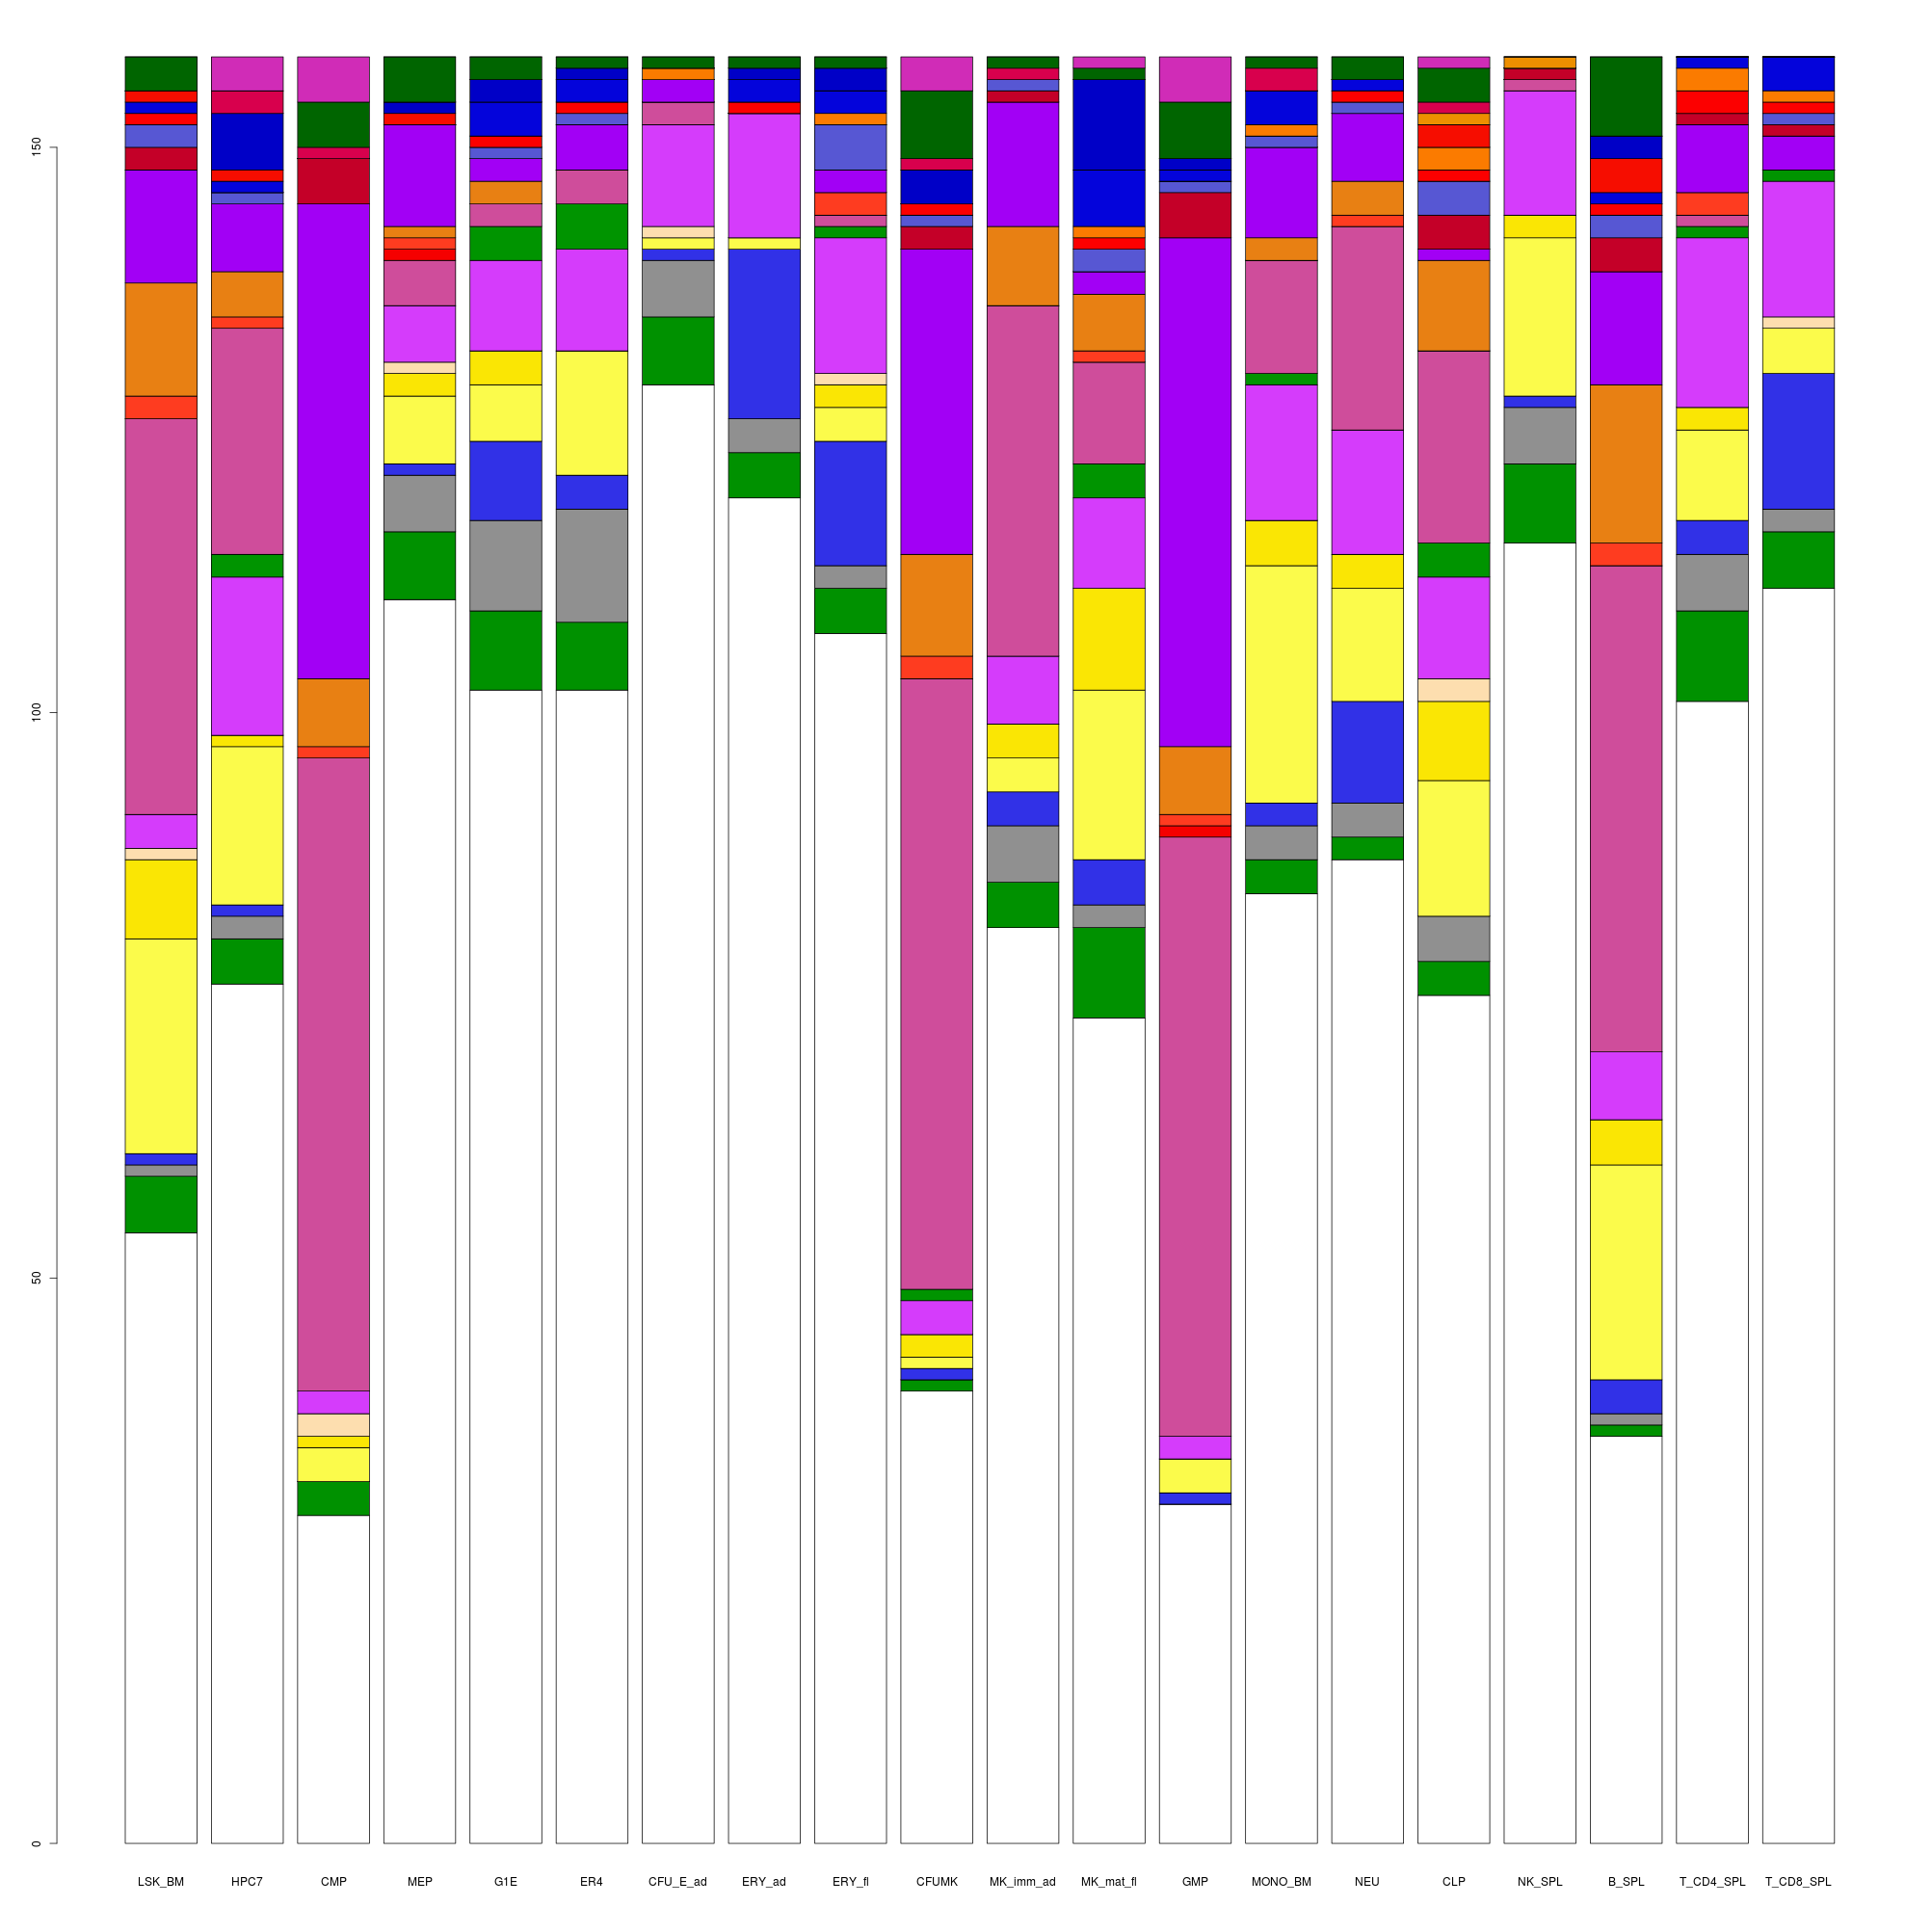 150
100
50
0
LSK_BM HPC7 CMP MEP G1E ER4 CFU_E_ad ERY_ad ERY_fl CFUMK MK_imm_ad MK_mat_fl GMP MONO_BM NEU CLP NK_SPL B_SPL T_CD4_SPL T_CD8_SPL